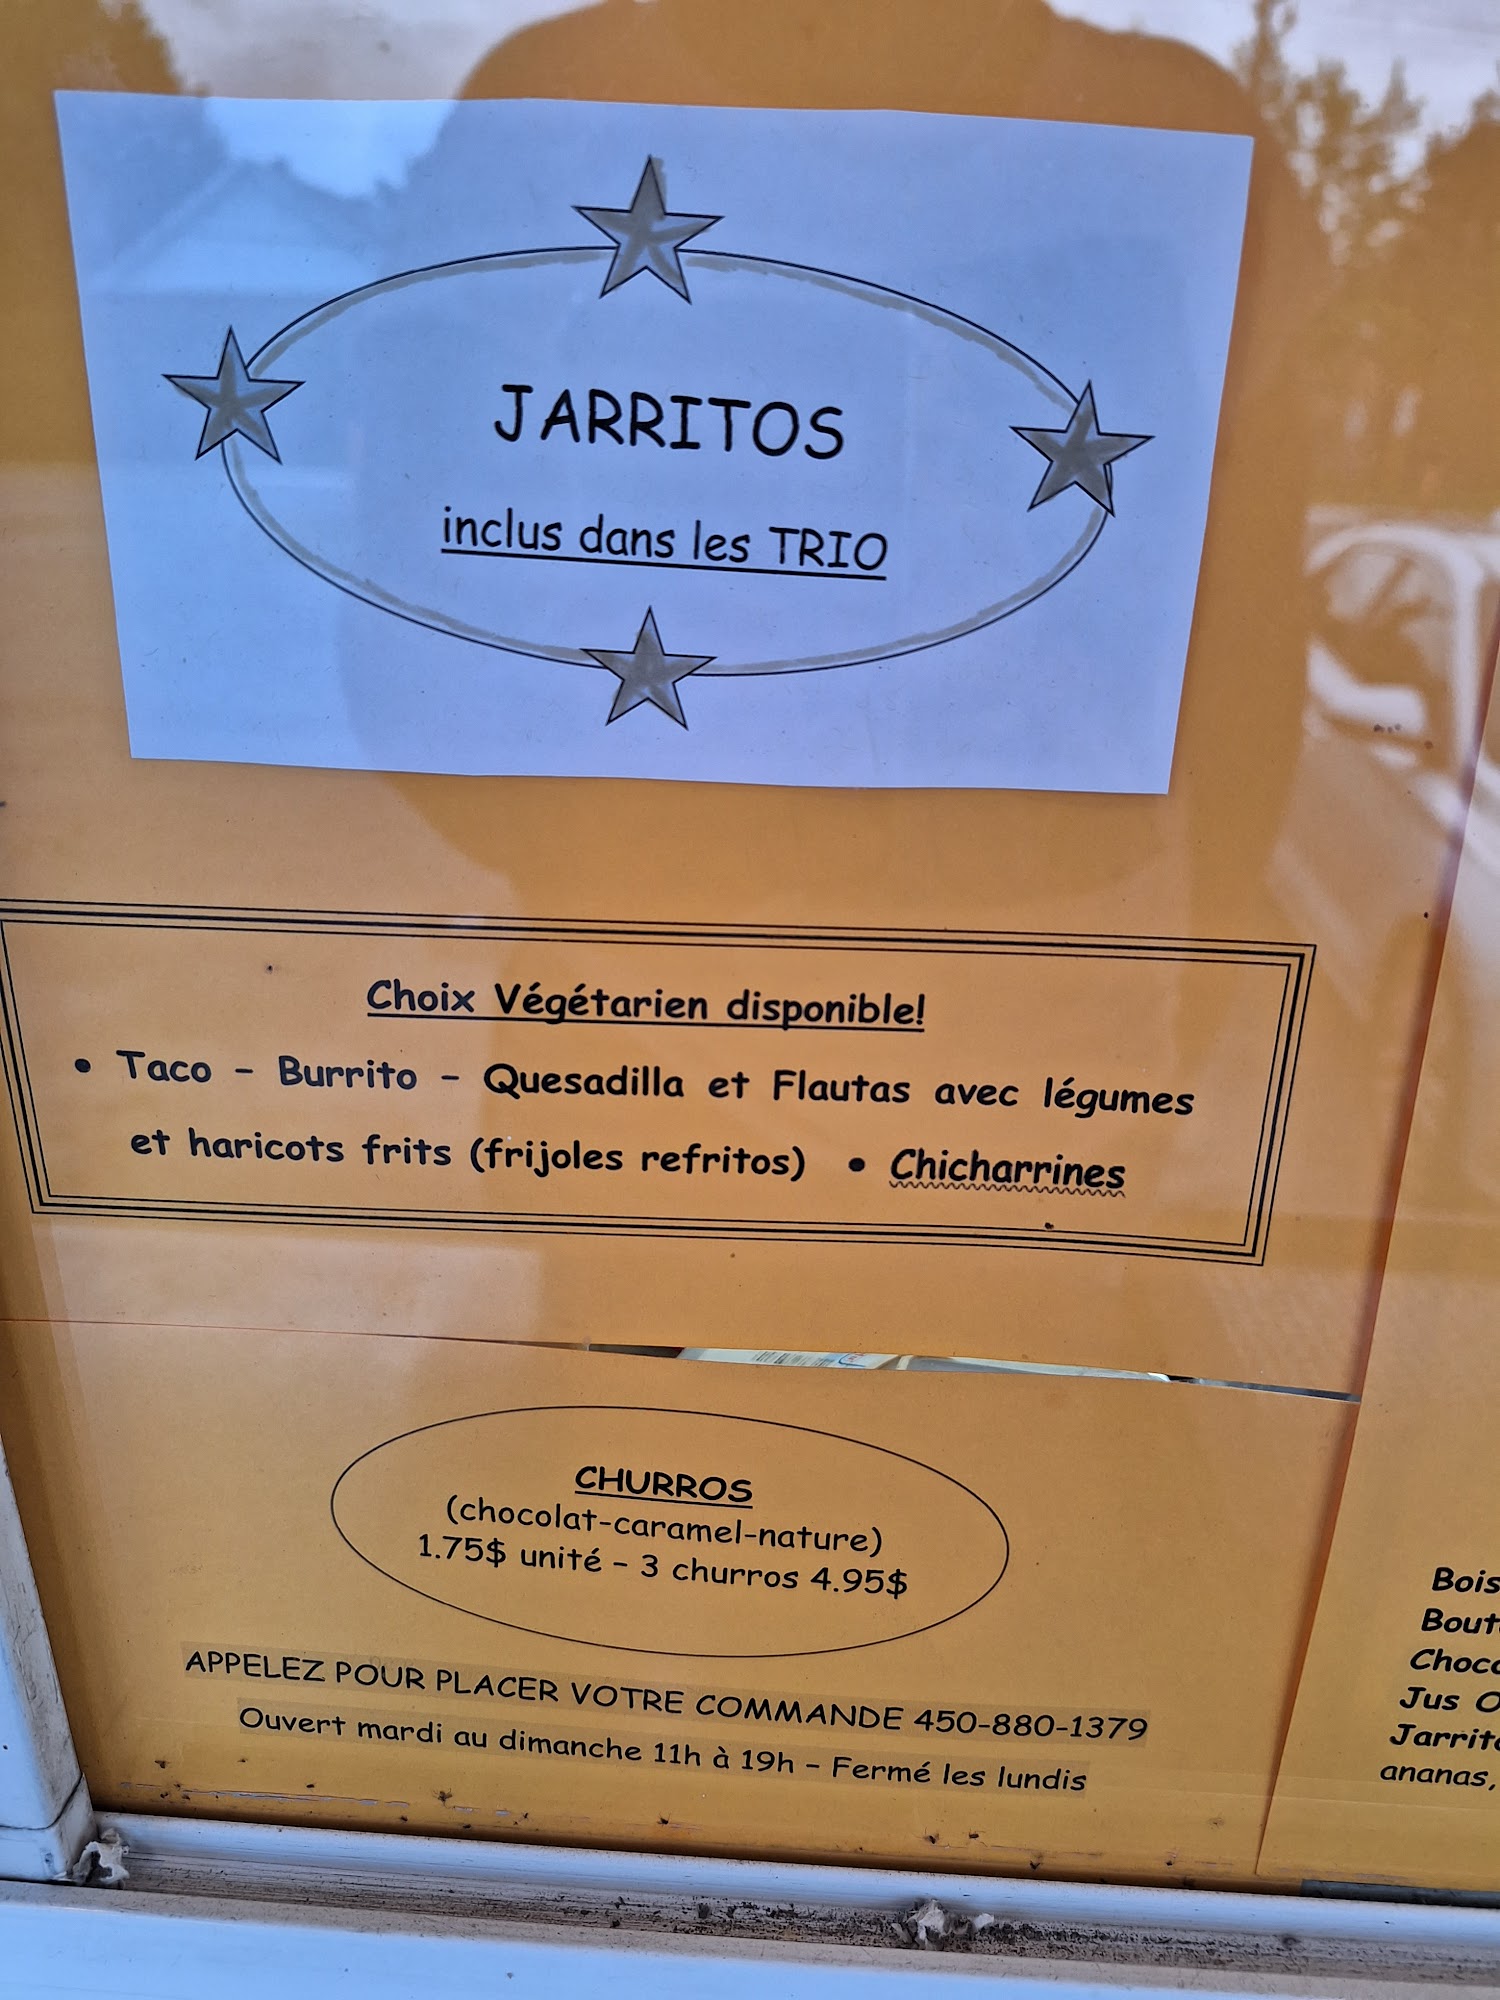 JARRITOS
inclus dans les TRIO
Choix Végétarien disponible!
• Taco - Burrito - Quesadilla et Flautas avec légumes
et haricots frits (frijoles refritos) • Chicharrines
CHURROS
(chocolat-caramel-nature)
1.75$ unité - 3 churros 4.95$
APPELEZ POUR PLACER VOTRE COMMANDE 450-880-1379
Ouvert mardi au dimanche 11h à 19h - Fermé les lundis
Jus
ananas,